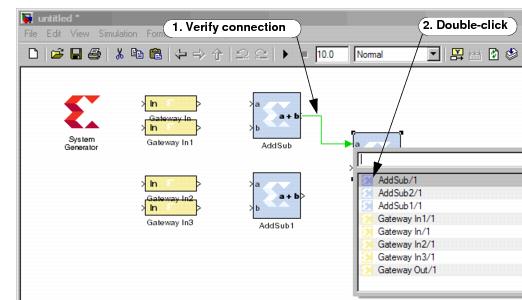 untitled *
1. Verify connection
2. Double-click
File Edit View Simulation Form
10.0
Normal
In
Gateway In
In
Gateway In1
System
Generator
a
b
a + b
AddSub
a
In
Gateway In2
In
Gateway In3
a
b
a + b
AddSub1
AddSub/1
AddSub2/1
AddSub1/1
Gateway In1/1
Gateway In/1
Gateway In2/1
Gateway In3/1
Gateway Out/1